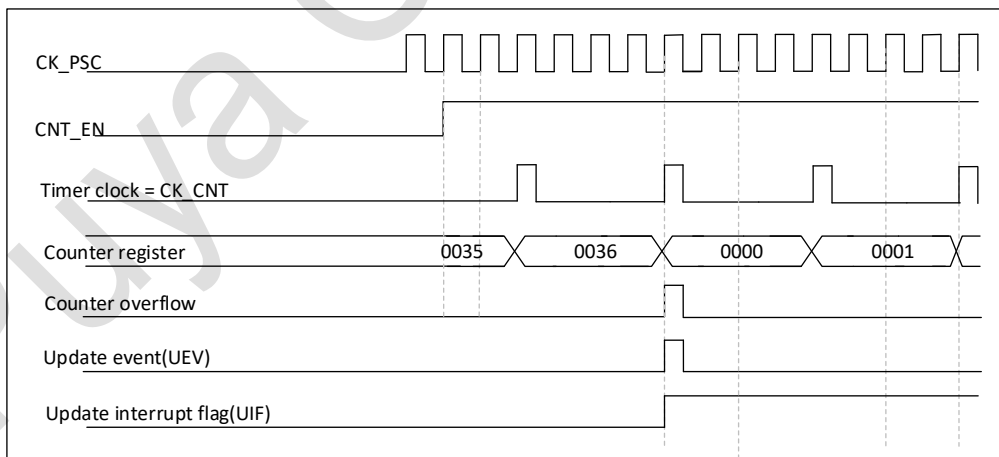 CK_PSC
CNT_EN
Timer clock = CK_CNT
Counter register 0035 0036 0000 0001
Counter overflow
Update event(UEV)
Update interrupt flag(UIF)
Puya